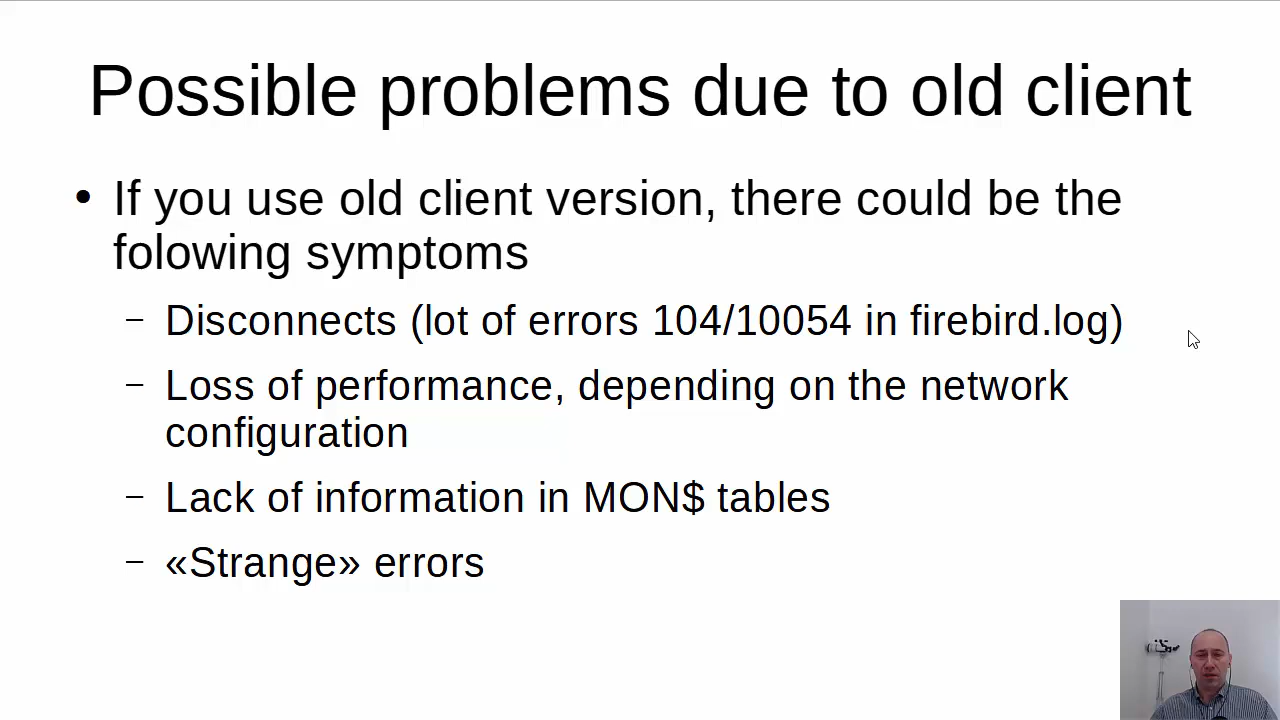 Possible problems due to old client
• If you use old client version, there could be the
folowing symptoms
– Disconnects (lot of errors 104/10054 in firebird.log)
– Loss of performance, depending on the network
configuration
– Lack of information in MON$ tables
– «Strange» errors